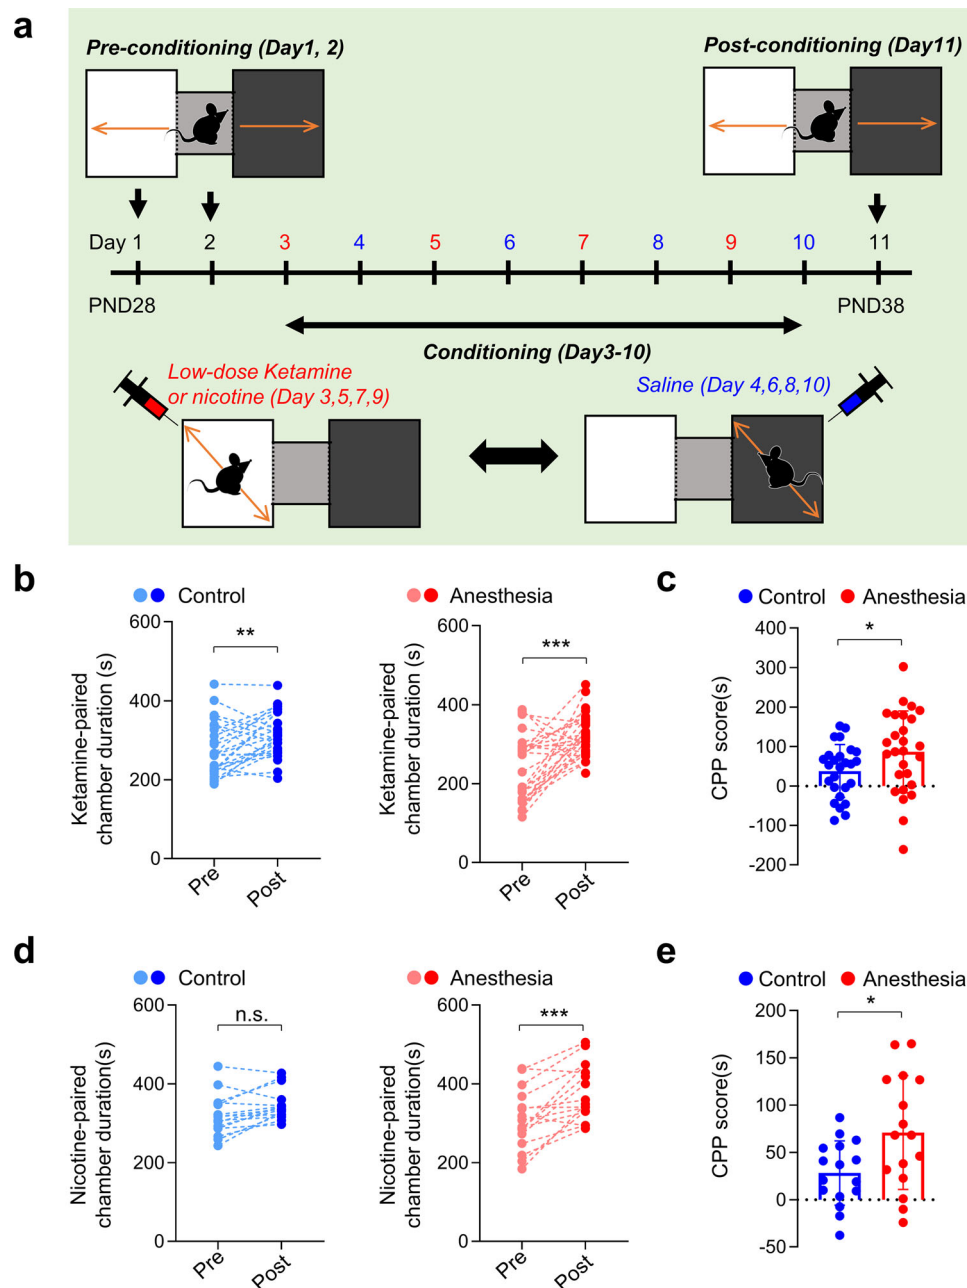 a
Pre-conditioning (Day1, 2)
Post-conditioning (Day11)
Day 1 2 3 4 5 6 7 8 9 10 11
PND28
PND38
Conditioning (Day3-10)
Low-dose Ketamine
or nicotine (Day 3,5,7,9)
Saline (Day 4,6,8,10)
b
Control
Ketamine-paired
chamber duration (s)
600
400
200
0
**
Pre
Post
Anesthesia
Ketamine-paired
chamber duration (s)
600
400
200
0
***
Pre
Post
c
Control
Anesthesia
CPP score(s)
400
300
200
100
0
-100
-200
*
d
Control
Nicotine-paired
chamber duration(s)
600
400
200
0
n.s.
Pre
Post
Anesthesia
Nicotine-paired
chamber duration(s)
600
400
200
0
***
Pre
Post
e
Control
Anesthesia
CPP score(s)
200
150
100
50
0
-50
*